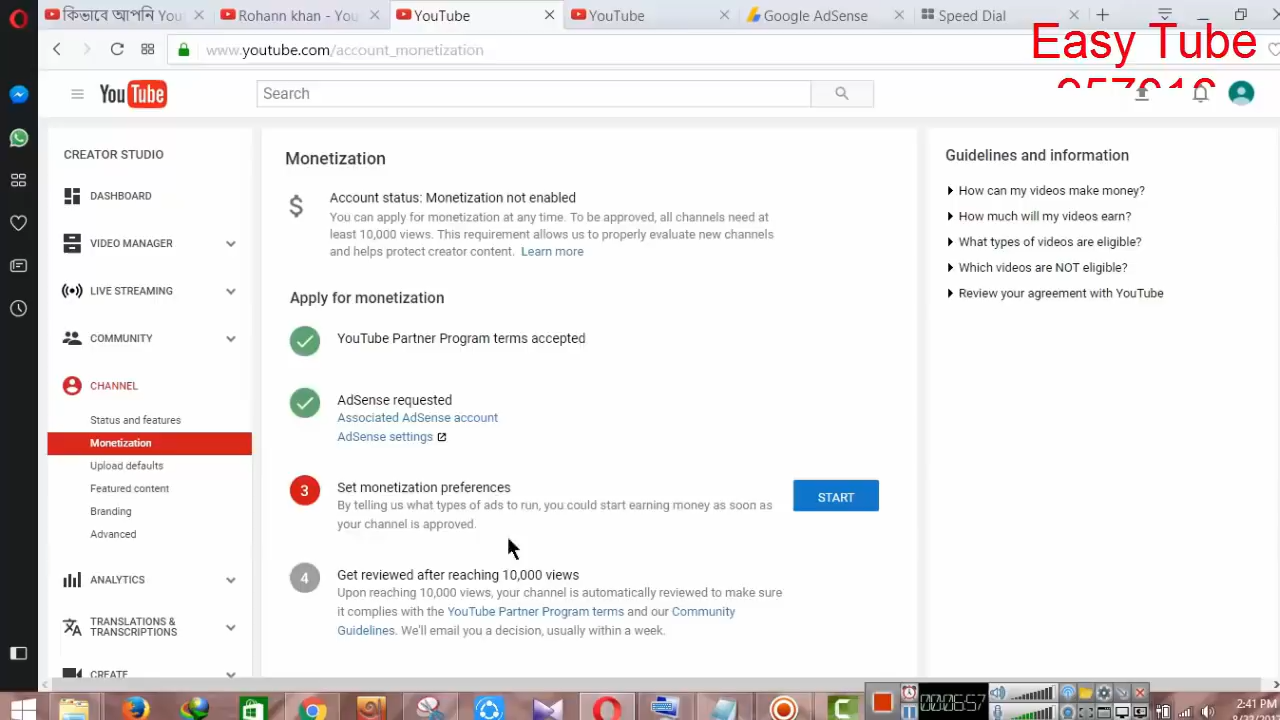 কিভাবে আপনি You
Rohann khan - You
YouTube
YouTube
Google AdSense
Speed Dial
www.youtube.com/account_monetization
Easy Tube
YouTube
Search
CREATOR STUDIO
DASHBOARD
VIDEO MANAGER
LIVE STREAMING
COMMUNITY
CHANNEL
Status and features
Monetization
Upload defaults
Featured content
Branding
Advanced
ANALYTICS
TRANSLATIONS &
TRANSCRIPTIONS
CREATE
Monetization
Account status: Monetization not enabled
You can apply for monetization at any time. To be approved, all channels need at
least 10,000 views. This requirement allows us to properly evaluate new channels
and helps protect creator content. Learn more
Apply for monetization
YouTube Partner Program terms accepted
AdSense requested
Associated AdSense account
AdSense settings
3
Set monetization preferences
By telling us what types of ads to run, you could start earning money as soon as
your channel is approved.
START
4
Get reviewed after reaching 10,000 views
Upon reaching 10,000 views, your channel is automatically reviewed to make sure
it complies with the YouTube Partner Program terms and our Community
Guidelines. We'll email you a decision, usually within a week.
Guidelines and information
How can my videos make money?
How much will my videos earn?
What types of videos are eligible?
Which videos are NOT eligible?
Review your agreement with YouTube
00:06:57
2:41 PM